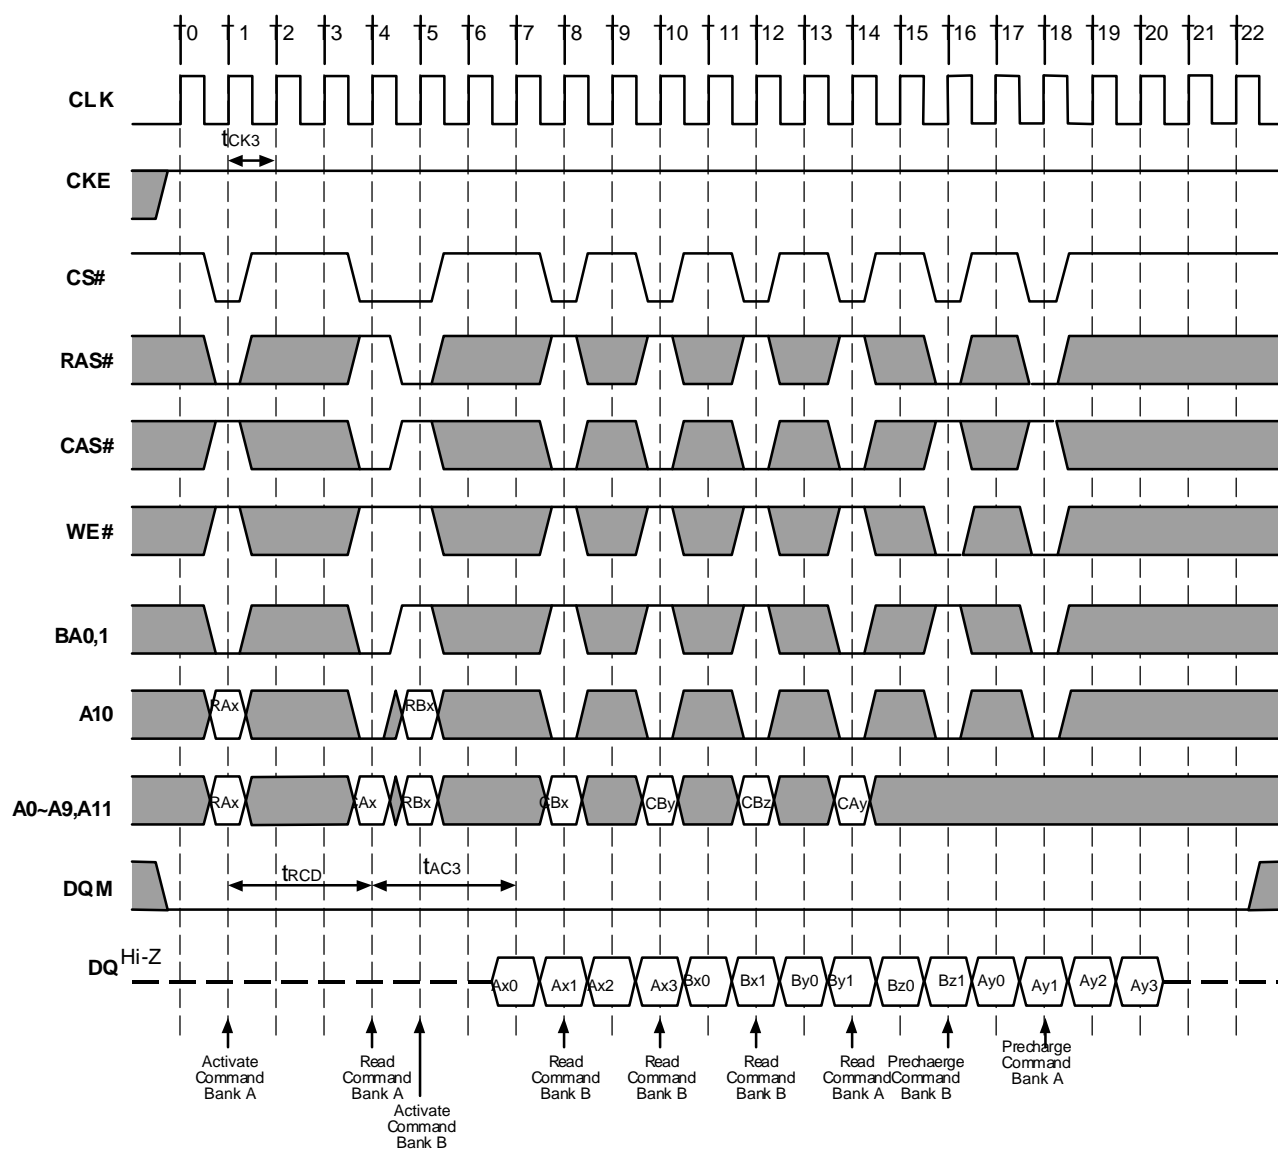 T0 T1 T2 T3 T4 T5 T6 T7 T8 T9 T10 T11 T12 T13 T14 T15 T16 T17 T18 T19 T20 T21 T22
CLK
tCK3
CKE
CS#
RAS#
CAS#
WE#
BA0,1
A10 RAx RBx
A0~A9,A11 RAx CAx RBx CBx CBy CBz CAy
tRCD tAC3
DQM
DQ Hi-Z
Ax0 Ax1 Ax2 Ax3 Bx0 Bx1 By0 By1 Bz0 Bz1 Ay0 Ay1 Ay2 Ay3
Activate
Command
Bank A
Read
Command
Bank A
Activate
Command
Bank B
Read
Command
Bank B
Read
Command
Bank B
Read
Command
Bank B
Read
Command
Bank A
Prechaerge
Command
Bank B
Precharge
Command
Bank A